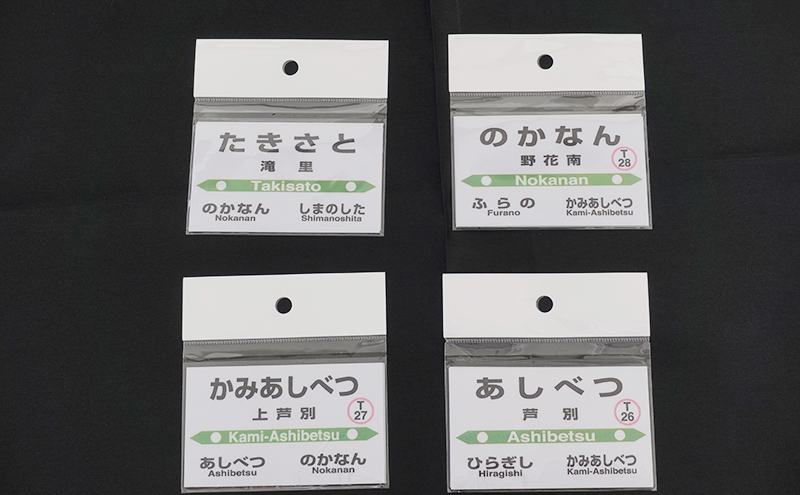 たきさと
滝里
Takisato
のかなん しまのした
Nokanan Shimanoshita
のかなん
野花南
T
28
Nokanan
ふらの かみあしべつ
Furano Kami-Ashibetsu
かみあしべつ
上芦別
T
27
Kami-Ashibetsu
あしべつ のかなん
Ashibetsu Nokanan
あしべつ
芦別
T
26
Ashibetsu
ひらぎし かみあしべつ
Hiragishi Kami-Ashibetsu